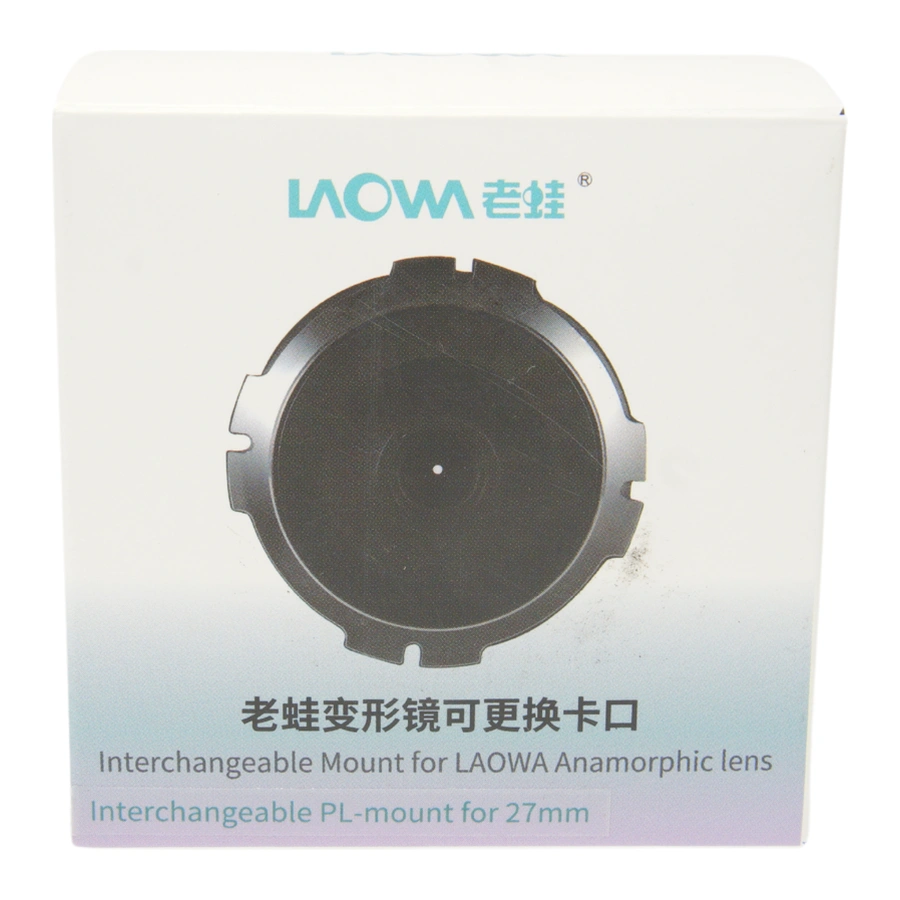 LAOWA 老蛙®
老蛙变形镜可更换卡口
Interchangeable Mount for LAOWA Anamorphic lens
Interchangeable PL-mount for 27mm